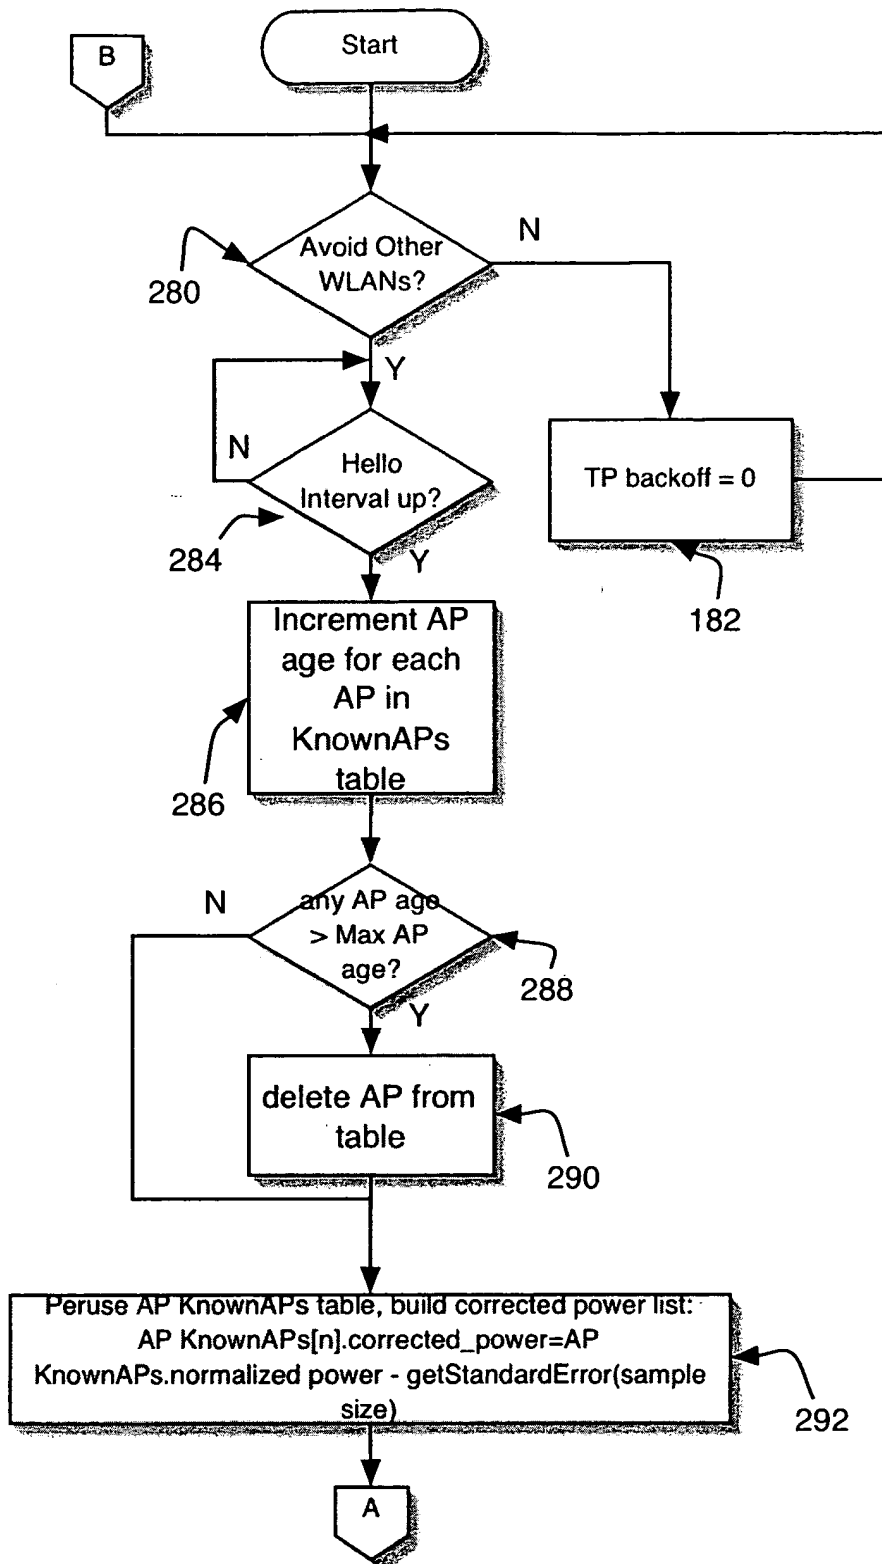 B
Start
Avoid Other
WLANs?
N
280
Y
N
Hello
Interval up?
TP backoff = 0
284
Y
182
Increment AP
age for each
AP in
KnownAPs
table
286
N
any AP age
> Max AP
age?
288
Y
delete AP from
table
290
Peruse AP KnownAPs table, build corrected power list:
AP KnownAPs[n].corrected_power=AP
KnownAPs.normalized power - getStandardError(sample
size)
292
A